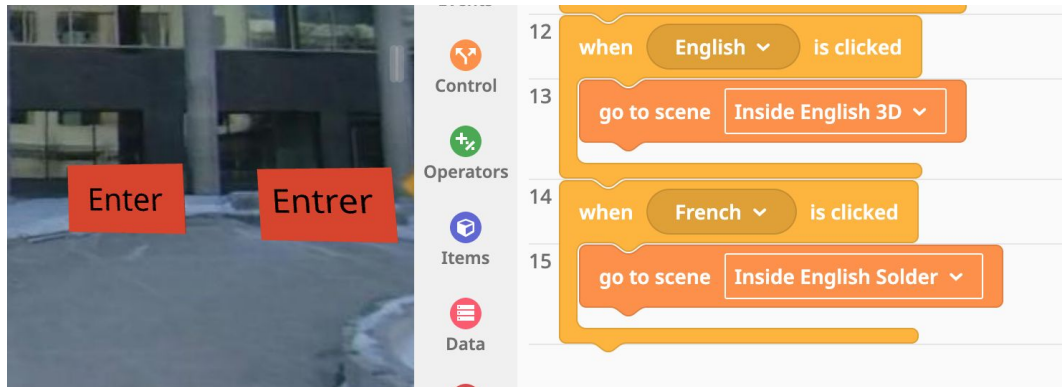 Enter
Entrer
Control
Operators
Items
Data
12
when English is clicked
13
go to scene Inside English 3D
14
when French is clicked
15
go to scene Inside English Solder